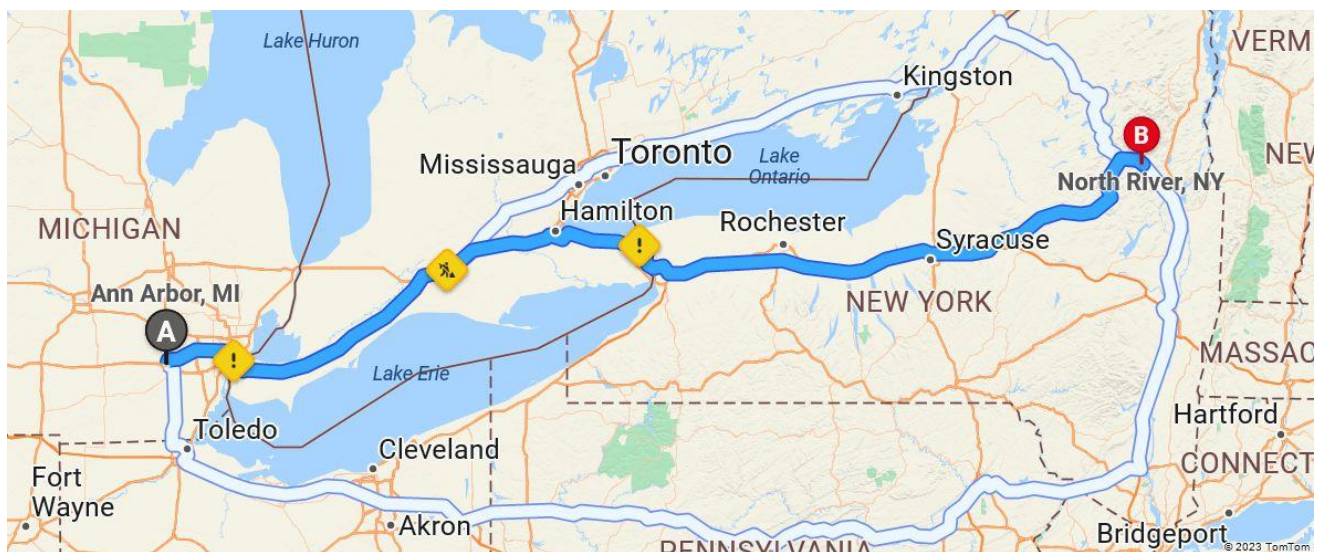 Lake Huron
VERM
Kingston
B
Toronto
Lake
Ontario
NEW
Mississauga
North River, NY
Hamilton
Rochester
MICHIGAN
Syracuse
Ann Arbor, MI
NEW YORK
A
MASSAC
Lake Erie
Hartford
Toledo
Cleveland
CONNECT
Fort
Wayne
Akron
Bridgeport
PENNSYLVANIA
© 2023 TomTom